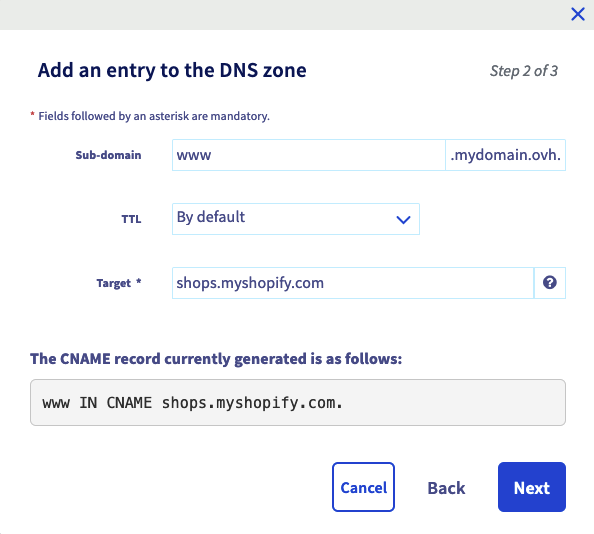 Add an entry to the DNS zone
Step 2 of 3
* Fields followed by an asterisk are mandatory.
Sub-domain www .mydomain.ovh.
TTL By default
Target * shops.myshopify.com ?
The CNAME record currently generated is as follows:
www IN CNAME shops.myshopify.com.
Cancel Back Next